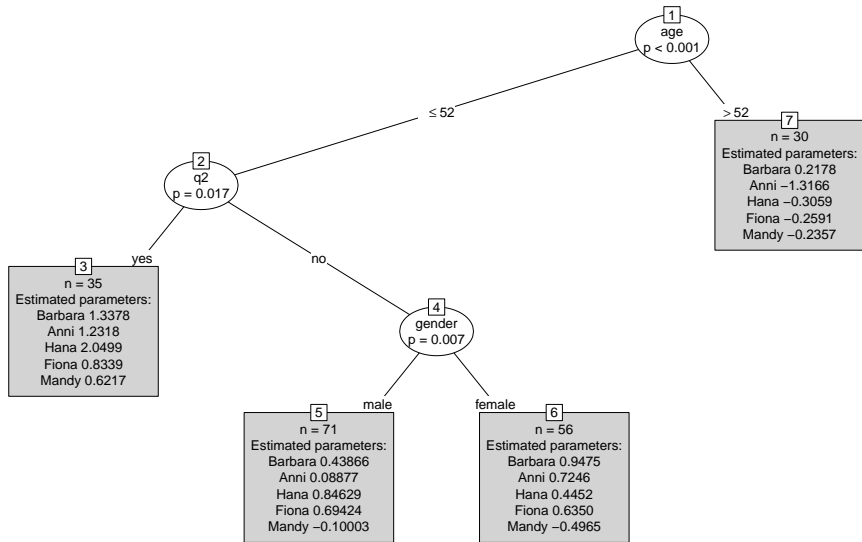 1
age
p < 0.001
≤ 52
> 52
7
n = 30
Estimated parameters:
Barbara 0.2178
Anni −1.3166
Hana −0.3059
Fiona −0.2591
Mandy −0.2357
2
q2
p = 0.017
yes
no
3
n = 35
Estimated parameters:
Barbara 1.3378
Anni 1.2318
Hana 2.0499
Fiona 0.8339
Mandy 0.6217
4
gender
p = 0.007
male
female
5
n = 71
Estimated parameters:
Barbara 0.43866
Anni 0.08877
Hana 0.84629
Fiona 0.69424
Mandy −0.10003
6
n = 56
Estimated parameters:
Barbara 0.9475
Anni 0.7246
Hana 0.4452
Fiona 0.6350
Mandy −0.4965